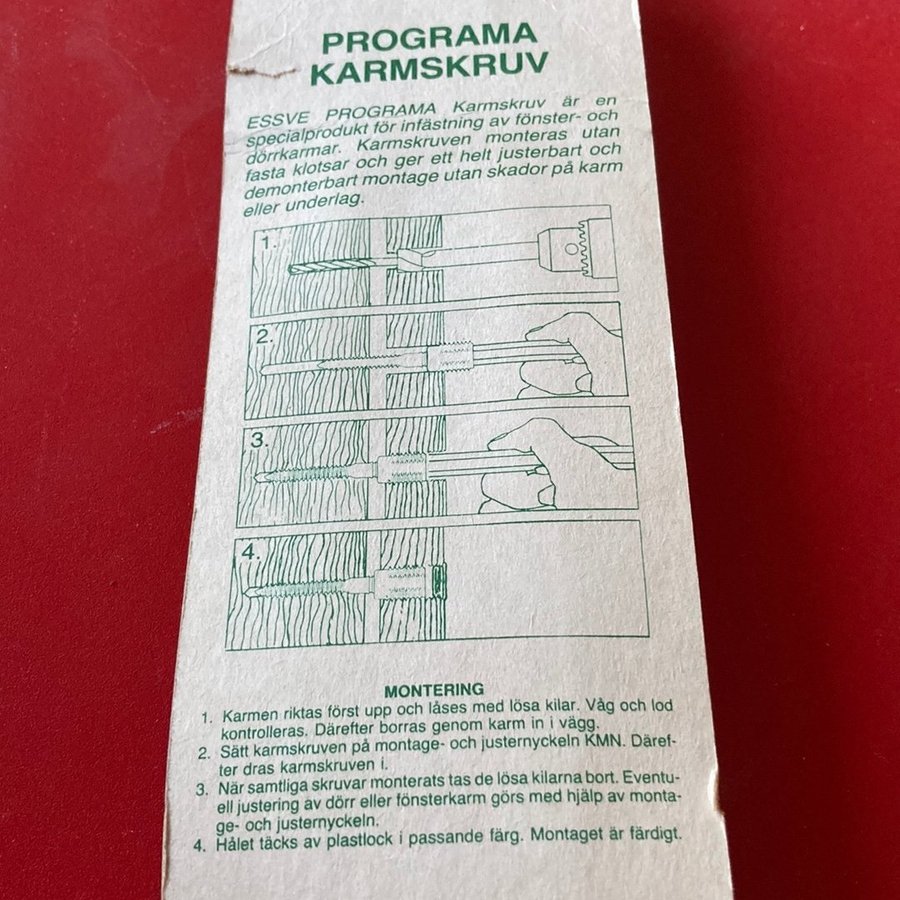 PROGRAMA
KARMSKRUV
ESSVE PROGRAMA Karmskruv är en
specialprodukt för infästning av fönster- och
dörrkarmar. Karmskruven monteras utan
fasta klotsar och ger ett helt justerbart och
demonterbart montage utan skador på karm
eller underlag.
1.
2.
3.
4.
MONTERING
1. Karmen riktas först upp och låses med lösa kilar. Våg och lod
kontrolleras. Därefter borras genom karm in i vägg.
2. Sätt karmskruven på montage- och justernyckeln KMN. Däref-
ter dras karmskruven i.
3. När samtliga skruvar monterats tas de lösa kilarna bort. Eventu-
ell justering av dörr eller fönsterkarm görs med hjälp av monta-
ge- och justernyckeln.
4. Hålet täcks av plastlock i passande färg. Montaget är färdigt.